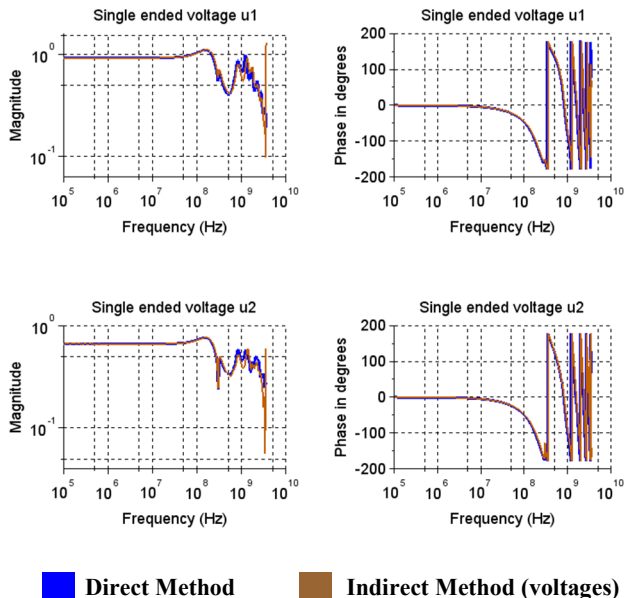 Single ended voltage u1
Single ended voltage u1
Magnitude
10^0
10^-1
10^5 10^6 10^7 10^8 10^9 10^10
Frequency (Hz)
Phase in degrees
200
100
0
-100
-200
10^5 10^6 10^7 10^8 10^9 10^10
Frequency (Hz)
Single ended voltage u2
Single ended voltage u2
Magnitude
10^0
10^-1
10^5 10^6 10^7 10^8 10^9 10^10
Frequency (Hz)
Phase in degrees
200
100
0
-100
-200
10^5 10^6 10^7 10^8 10^9 10^10
Frequency (Hz)
Direct Method
Indirect Method (voltages)